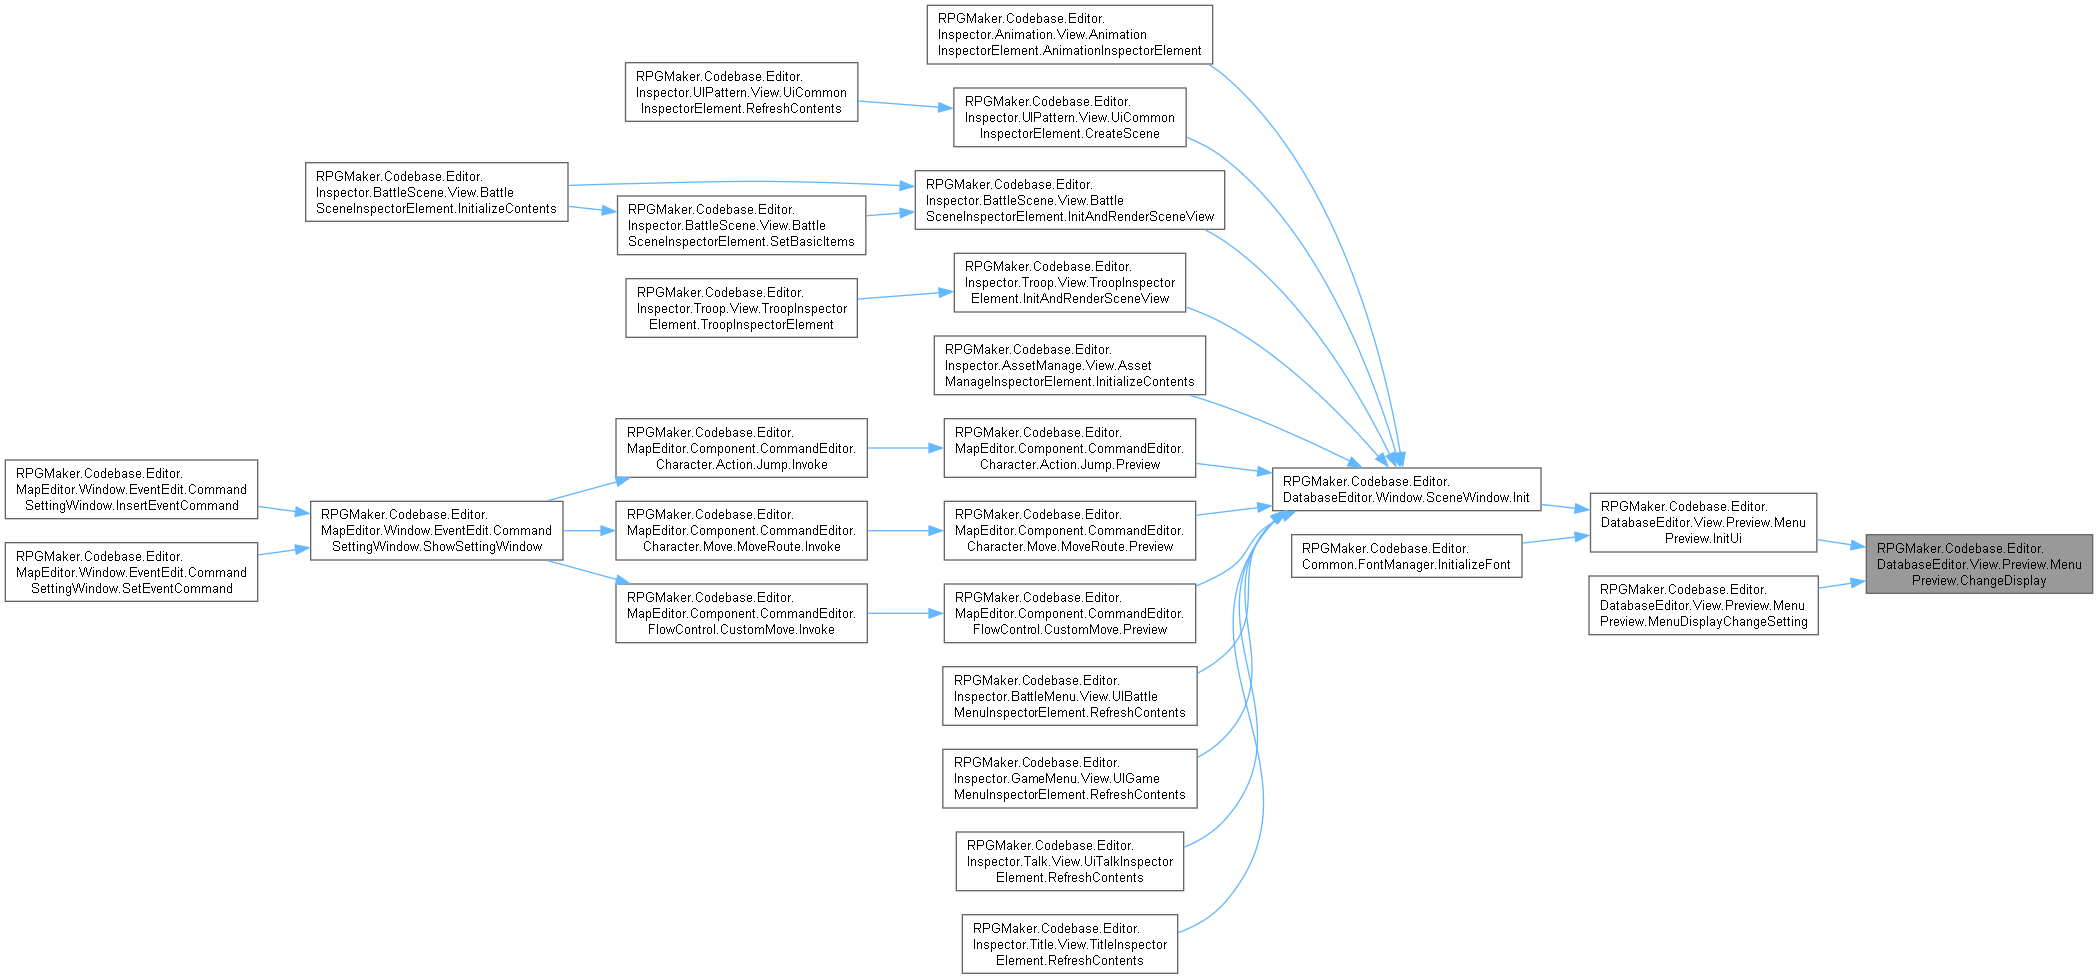 RPGMaker.Codebase.Editor.
Inspector.Animation.View.Animation
InspectorElement.AnimationInspectorElement
RPGMaker.Codebase.Editor.
Inspector.UIPattern.View.UiCommon
InspectorElement.RefreshContents
RPGMaker.Codebase.Editor.
Inspector.UIPattern.View.UiCommon
InspectorElement.CreateScene
RPGMaker.Codebase.Editor.
Inspector.BattleScene.View.Battle
SceneInspectorElement.InitializeContents
RPGMaker.Codebase.Editor.
Inspector.BattleScene.View.Battle
SceneInspectorElement.SetBasicItems
RPGMaker.Codebase.Editor.
Inspector.BattleScene.View.Battle
SceneInspectorElement.InitAndRenderSceneView
RPGMaker.Codebase.Editor.
Inspector.Troop.View.TroopInspector
Element.TroopInspectorElement
RPGMaker.Codebase.Editor.
Inspector.Troop.View.TroopInspector
Element.InitAndRenderSceneView
RPGMaker.Codebase.Editor.
Inspector.AssetManage.View.Asset
ManageInspectorElement.InitializeContents
RPGMaker.Codebase.Editor.
MapEditor.Window.EventEdit.Command
SettingWindow.InsertEventCommand
RPGMaker.Codebase.Editor.
MapEditor.Window.EventEdit.Command
SettingWindow.SetEventCommand
RPGMaker.Codebase.Editor.
MapEditor.Window.EventEdit.Command
SettingWindow.ShowSettingWindow
RPGMaker.Codebase.Editor.
MapEditor.Component.CommandEditor.
Character.Action.Jump.Invoke
RPGMaker.Codebase.Editor.
MapEditor.Component.CommandEditor.
Character.Move.MoveRoute.Invoke
RPGMaker.Codebase.Editor.
MapEditor.Component.CommandEditor.
FlowControl.CustomMove.Invoke
RPGMaker.Codebase.Editor.
MapEditor.Component.CommandEditor.
Character.Action.Jump.Preview
RPGMaker.Codebase.Editor.
MapEditor.Component.CommandEditor.
Character.Move.MoveRoute.Preview
RPGMaker.Codebase.Editor.
MapEditor.Component.CommandEditor.
FlowControl.CustomMove.Preview
RPGMaker.Codebase.Editor.
Inspector.BattleMenu.View.UIBattle
MenuInspectorElement.RefreshContents
RPGMaker.Codebase.Editor.
Inspector.GameMenu.View.UIGame
MenuInspectorElement.RefreshContents
RPGMaker.Codebase.Editor.
Inspector.Talk.View.UiTalkInspector
Element.RefreshContents
RPGMaker.Codebase.Editor.
Inspector.Title.View.TitleInspector
Element.RefreshContents
RPGMaker.Codebase.Editor.
DatabaseEditor.Window.SceneWindow.Init
RPGMaker.Codebase.Editor.
Common.FontManager.InitializeFont
RPGMaker.Codebase.Editor.
DatabaseEditor.View.Preview.Menu
Preview.InitUi
RPGMaker.Codebase.Editor.
DatabaseEditor.View.Preview.Menu
Preview.MenuDisplayChangeSetting
RPGMaker.Codebase.Editor.
DatabaseEditor.View.Preview.Menu
Preview.ChangeDisplay